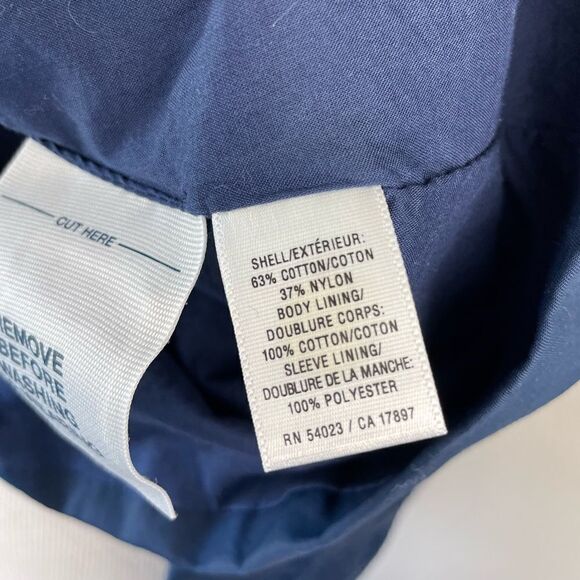 CUT HERE
REMOVE
BEFORE
WASHING
SHELL/EXTÉRIEUR:
63% COTTON/COTON
37% NYLON
BODY LINING/
DOUBLURE CORPS:
100% COTTON/COTON
SLEEVE LINING/
DOUBLURE DE LA MANCHE:
100% POLYESTER
RN 54023 / CA 17897